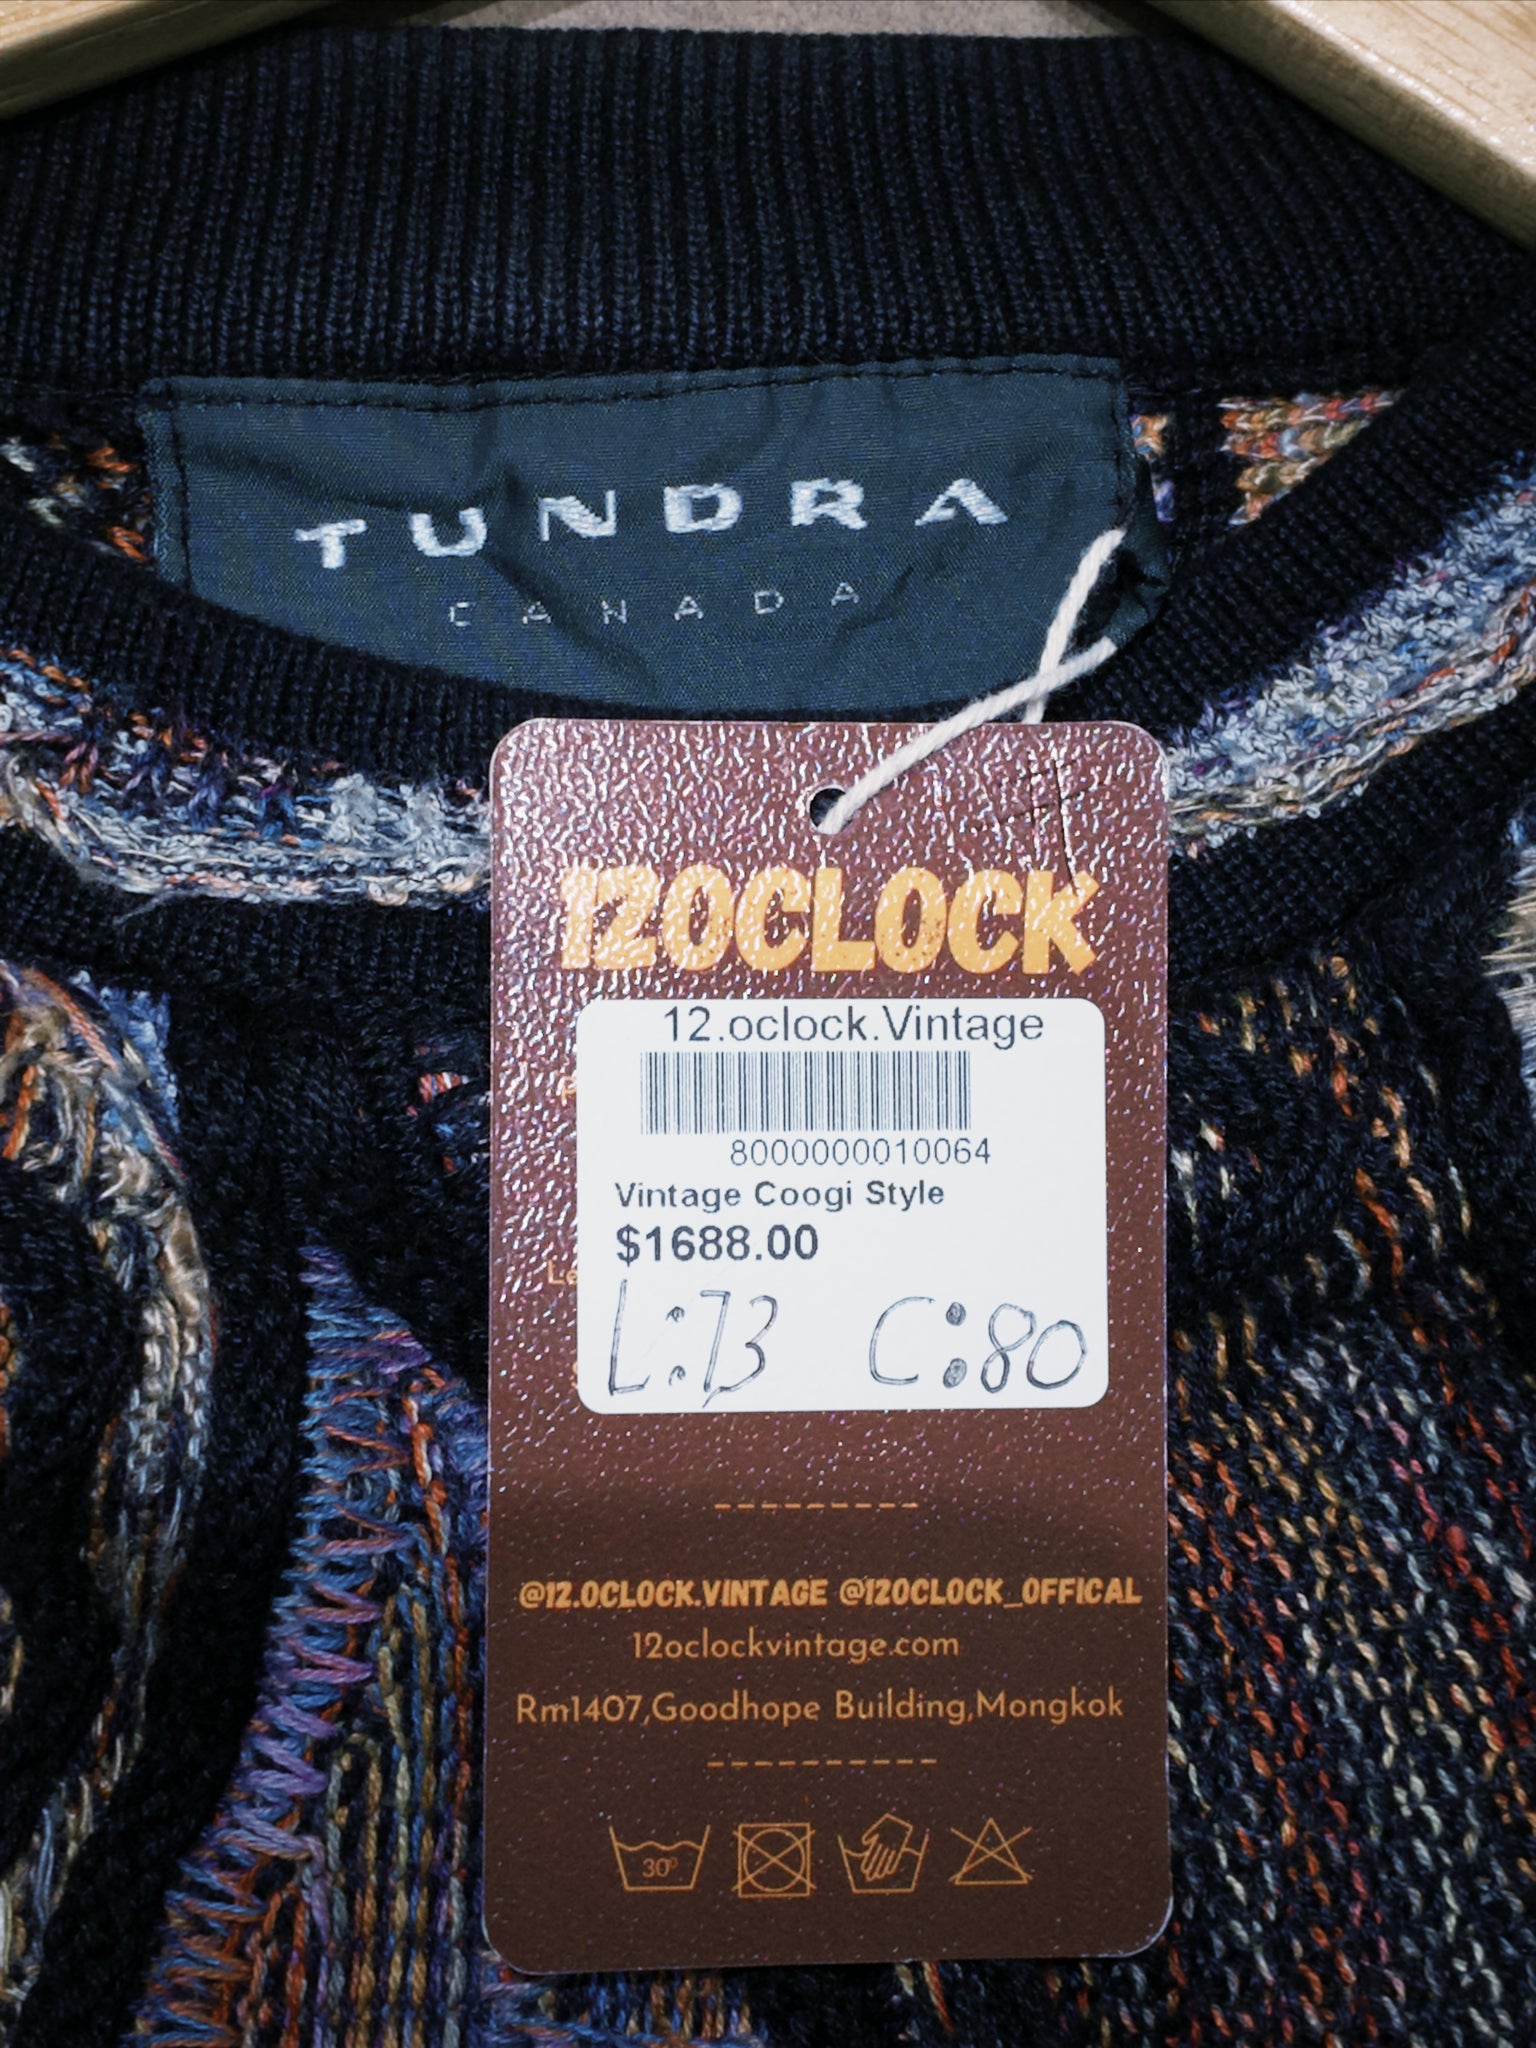 TUNDRA
CANADA
12OCLOCK
12.oclock.Vintage
8000000010064
Vintage Coogi Style
$1688.00
Le
L:73 C:80
@12.OCLOCK.VINTAGE @12OCLOCK_OFFICAL
12oclockvintage.com
Rm1407,Goodhope Building,Mongkok
30°